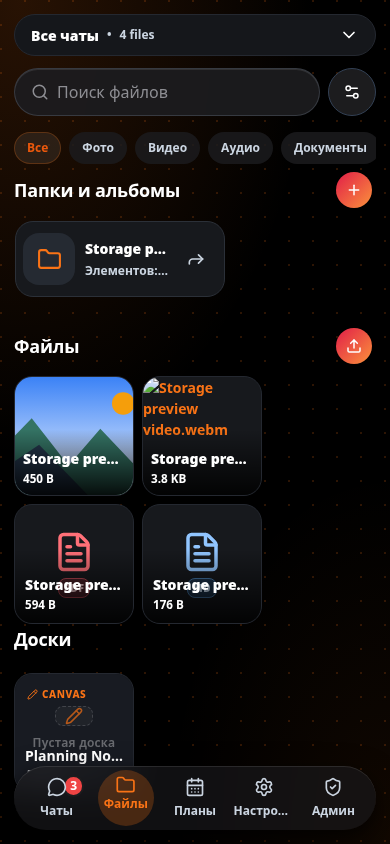 Все чаты • 4 files
Поиск файлов
Все Фото Видео Аудио Документы
Папки и альбомы
Storage p...
Элементов:...
Файлы
Storage pre...
450 B
Storage
preview
video.webm
Storage pre...
3.8 KB
Storage pre...
594 B
Storage pre...
176 B
Доски
CANVAS
Пустая доска
Planning No...
3
Чаты Файлы Планы Настро... Админ